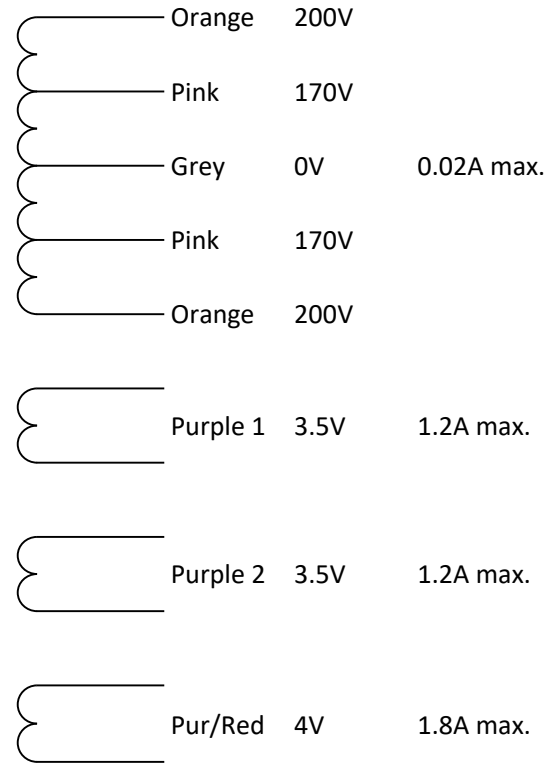 Orange 200V
Pink 170V
Grey 0V 0.02A max.
Pink 170V
Orange 200V
Purple 1 3.5V 1.2A max.
Purple 2 3.5V 1.2A max.
Pur/Red 4V 1.8A max.